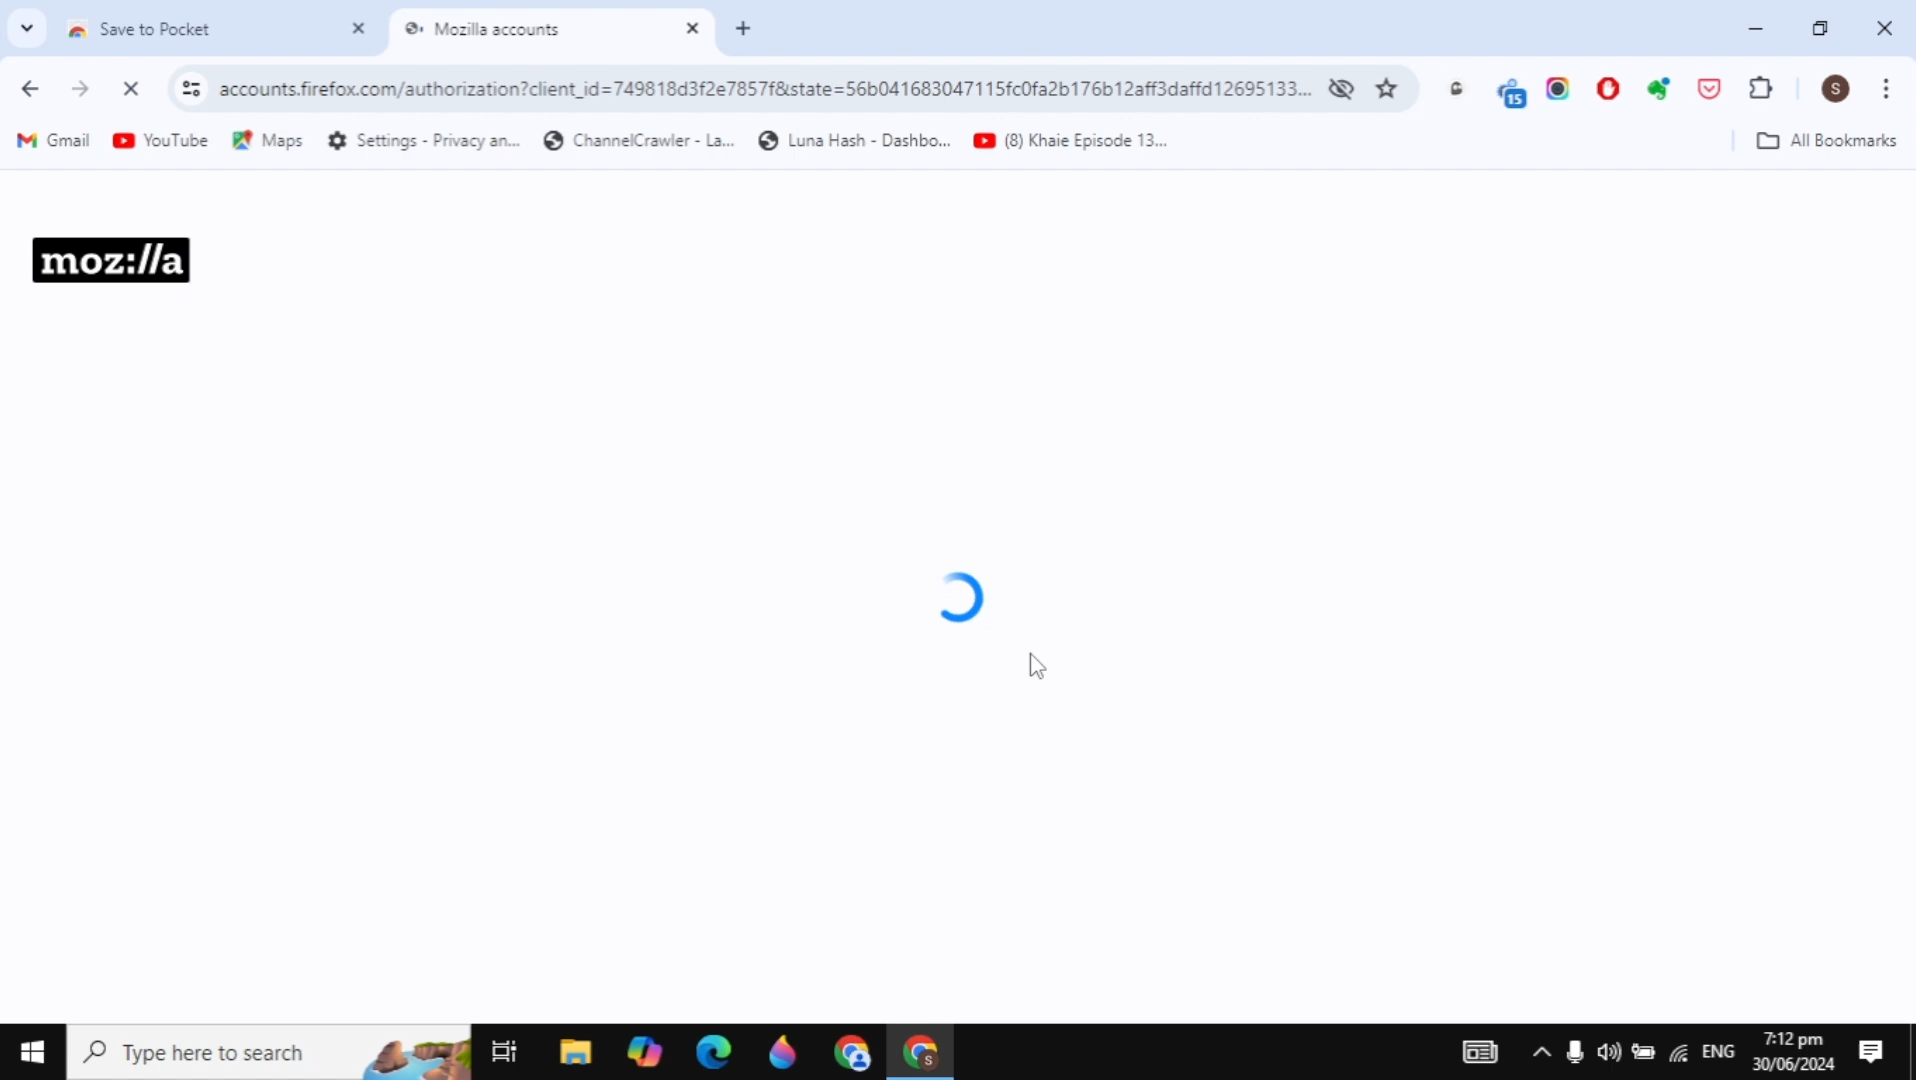 Save to Pocket
Mozilla accounts
accounts.firefox.com/authorization?client_id=749818d3f2e7857f&state=56b041683047115fc0fa2b176b12aff3daffd12695133...
15
S
Gmail
YouTube
Maps
Settings - Privacy an...
ChannelCrawler - La...
Luna Hash - Dashbo...
(8) Khaie Episode 13...
All Bookmarks
moz://a
Type here to search
S
ENG
7:12 pm
30/06/2024